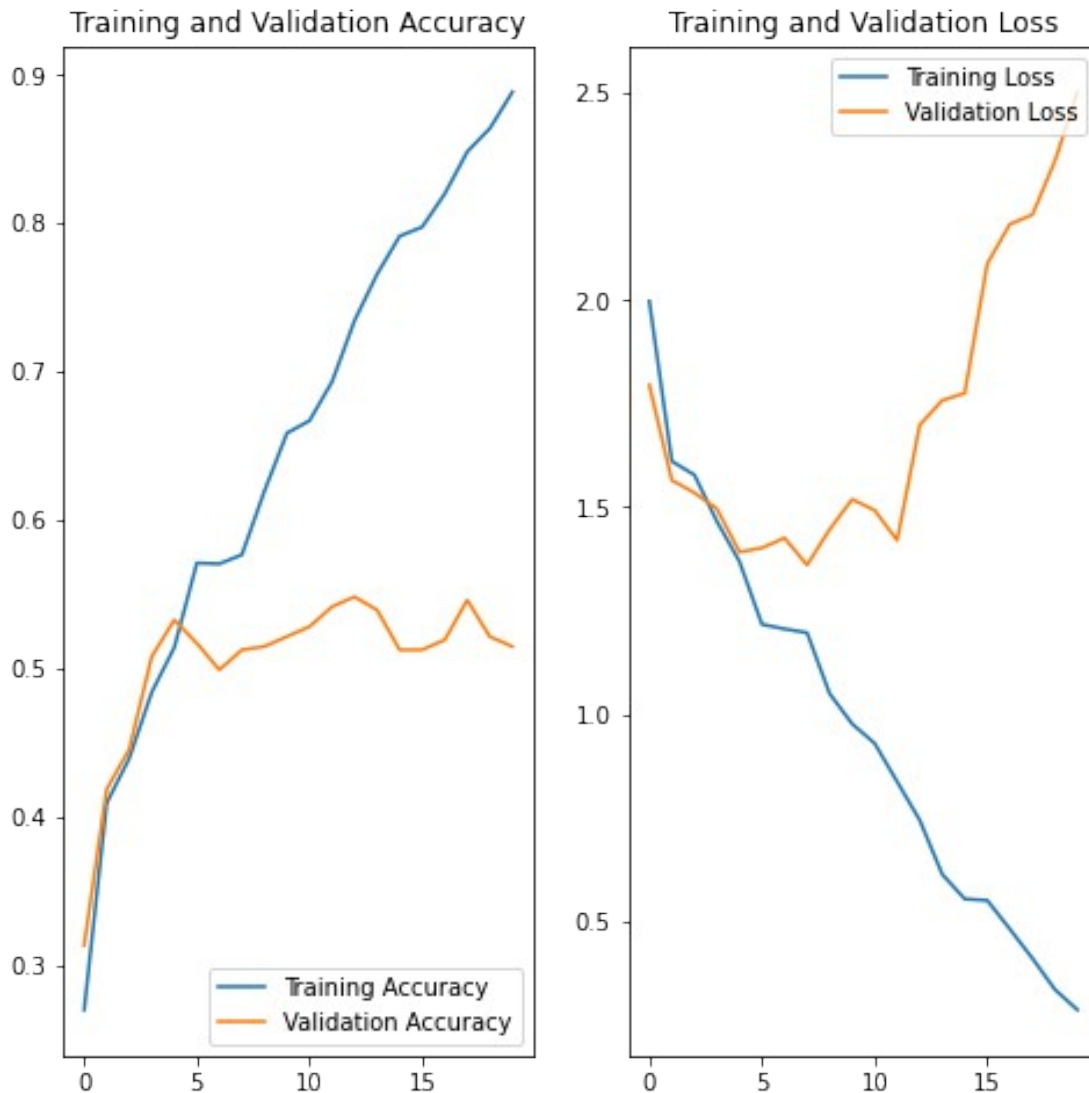 Training and Validation Accuracy
0.9
0.8
0.7
0.6
0.5
0.4
0.3
Training Accuracy
Validation Accuracy
0 5 10 15
Training and Validation Loss
Training Loss
Validation Loss
2.5
2.0
1.5
1.0
0.5
0 5 10 15